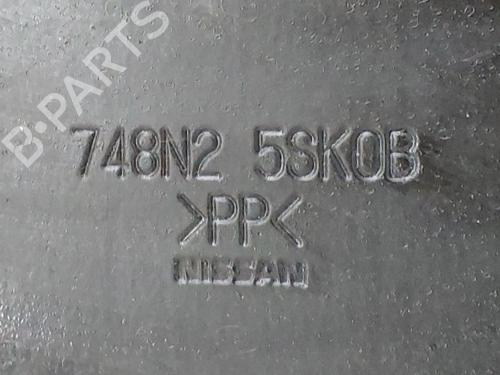 B-PARTS
748N2 5SK0B
>PP<
NISSAN